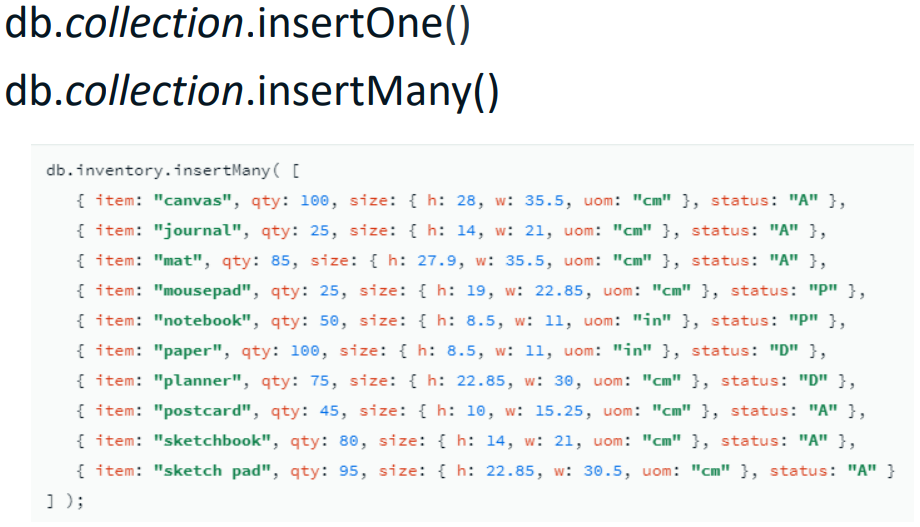 db.collection.insertOne()
db.collection.insertMany()
db.inventory.insertMany( [
{ item: "canvas", qty: 100, size: { h: 28, w: 35.5, uom: "cm" }, status: "A" },
{ item: "journal", qty: 25, size: { h: 14, w: 21, uom: "cm" }, status: "A" },
{ item: "mat", qty: 85, size: { h: 27.9, w: 35.5, uom: "cm" }, status: "A" },
{ item: "mousepad", qty: 25, size: { h: 19, w: 22.85, uom: "cm" }, status: "P" },
{ item: "notebook", qty: 50, size: { h: 8.5, w: 11, uom: "in" }, status: "P" },
{ item: "paper", qty: 100, size: { h: 8.5, w: 11, uom: "in" }, status: "D" },
{ item: "planner", qty: 75, size: { h: 22.85, w: 30, uom: "cm" }, status: "D" },
{ item: "postcard", qty: 45, size: { h: 10, w: 15.25, uom: "cm" }, status: "A" },
{ item: "sketchbook", qty: 80, size: { h: 14, w: 21, uom: "cm" }, status: "A" },
{ item: "sketch pad", qty: 95, size: { h: 22.85, w: 30.5, uom: "cm" }, status: "A" }
] );